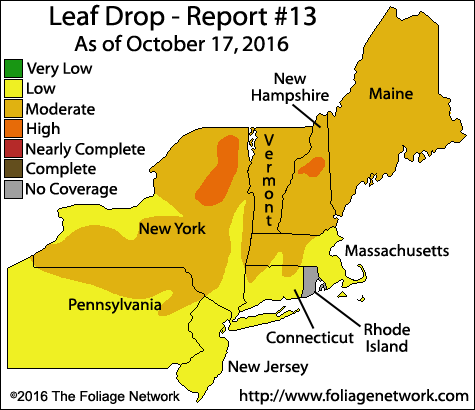 Leaf Drop - Report #13
As of October 17, 2016
Very Low
Low
Moderate
High
Nearly Complete
Complete
No Coverage
New
Hampshire
Maine
Vermont
New York
Massachusetts
Pennsylvania
Connecticut
Rhode
Island
New Jersey
©2016 The Foliage Network
http://www.foliagenetwork.com